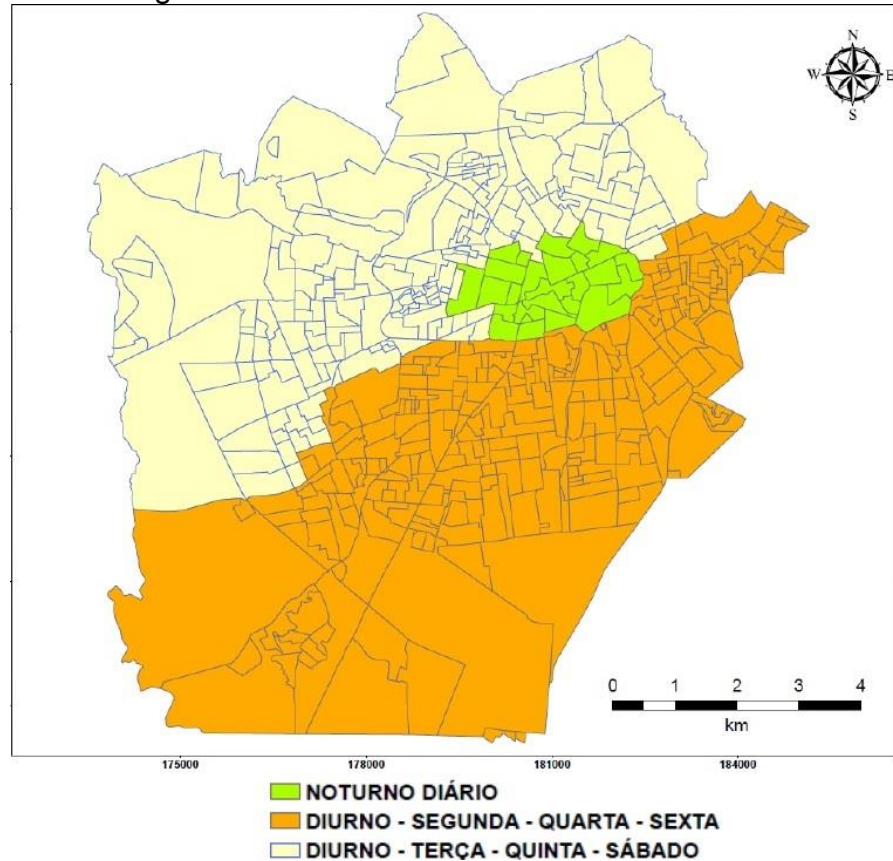 N
W E
S
0 1 2 3 4
km
175000 178000 181000 184000
NOTURNO DIÁRIO
DIURNO - SEGUNDA - QUARTA - SEXTA
DIURNO - TERÇA - QUINTA - SÁBADO